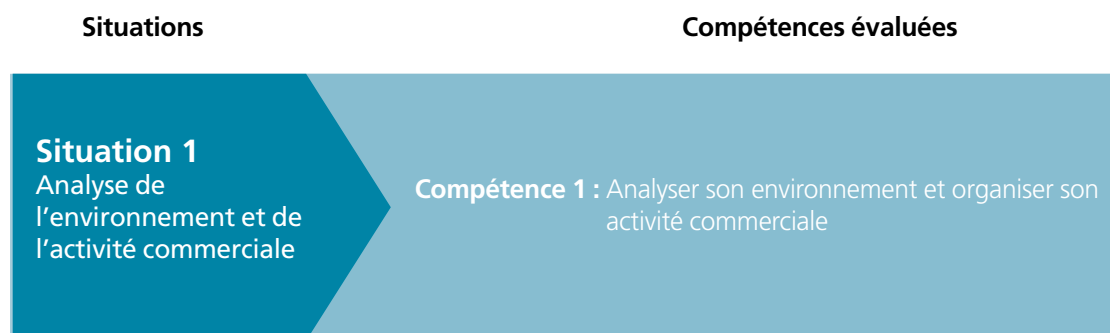 Situations
Compétences évaluées
Situation 1
Analyse de
l'environnement et de
l'activité commerciale
Compétence 1 : Analyser son environnement et organiser son
activité commerciale